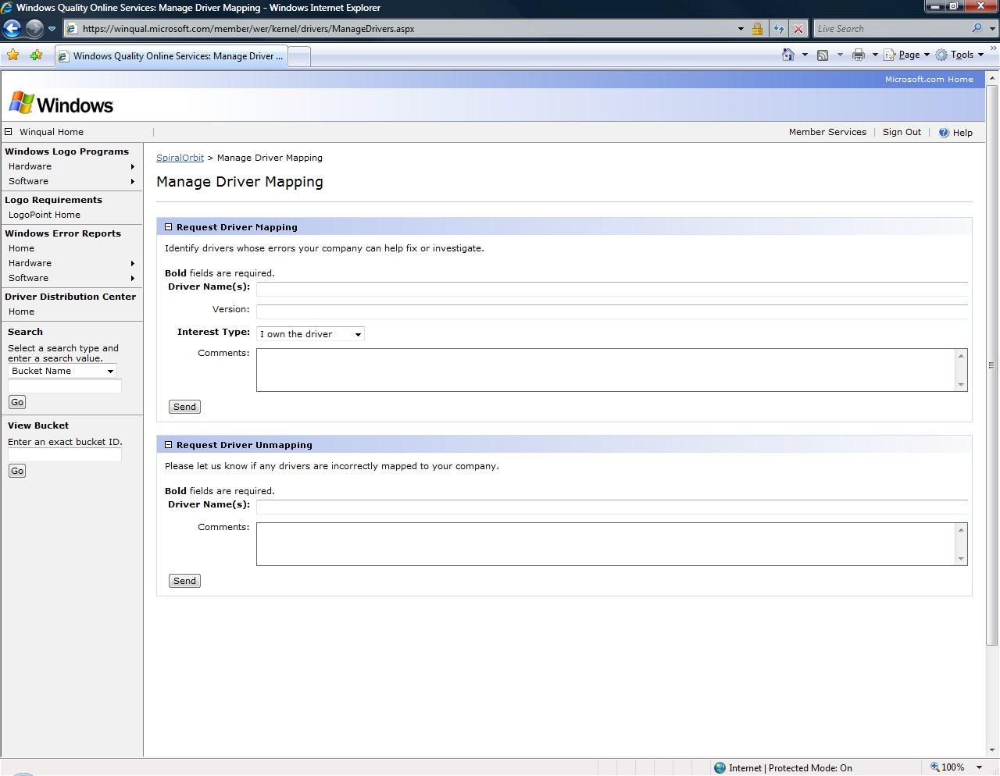 Windows Quality Online Services: Manage Driver Mapping - Windows Internet Explorer
https://winqual.microsoft.com/member/wer/kernel/drivers/ManageDrivers.aspx
Live Search
Windows Quality Online Services: Manage Driver ...
Page
Tools
Microsoft.com Home
Windows
Winqual Home
Member Services
Sign Out
Help
Windows Logo Programs
Hardware
Software
Logo Requirements
LogoPoint Home
Windows Error Reports
Home
Hardware
Software
Driver Distribution Center
Home
Search
Select a search type and
enter a search value.
Bucket Name
Go
View Bucket
Enter an exact bucket ID.
Go
SpiralOrbit > Manage Driver Mapping
Manage Driver Mapping
Request Driver Mapping
Identify drivers whose errors your company can help fix or investigate.
Bold fields are required.
Driver Name(s):
Version:
Interest Type: I own the driver
Comments:
Send
Request Driver Unmapping
Please let us know if any drivers are incorrectly mapped to your company.
Bold fields are required.
Driver Name(s):
Comments:
Send
Internet | Protected Mode: On
100%